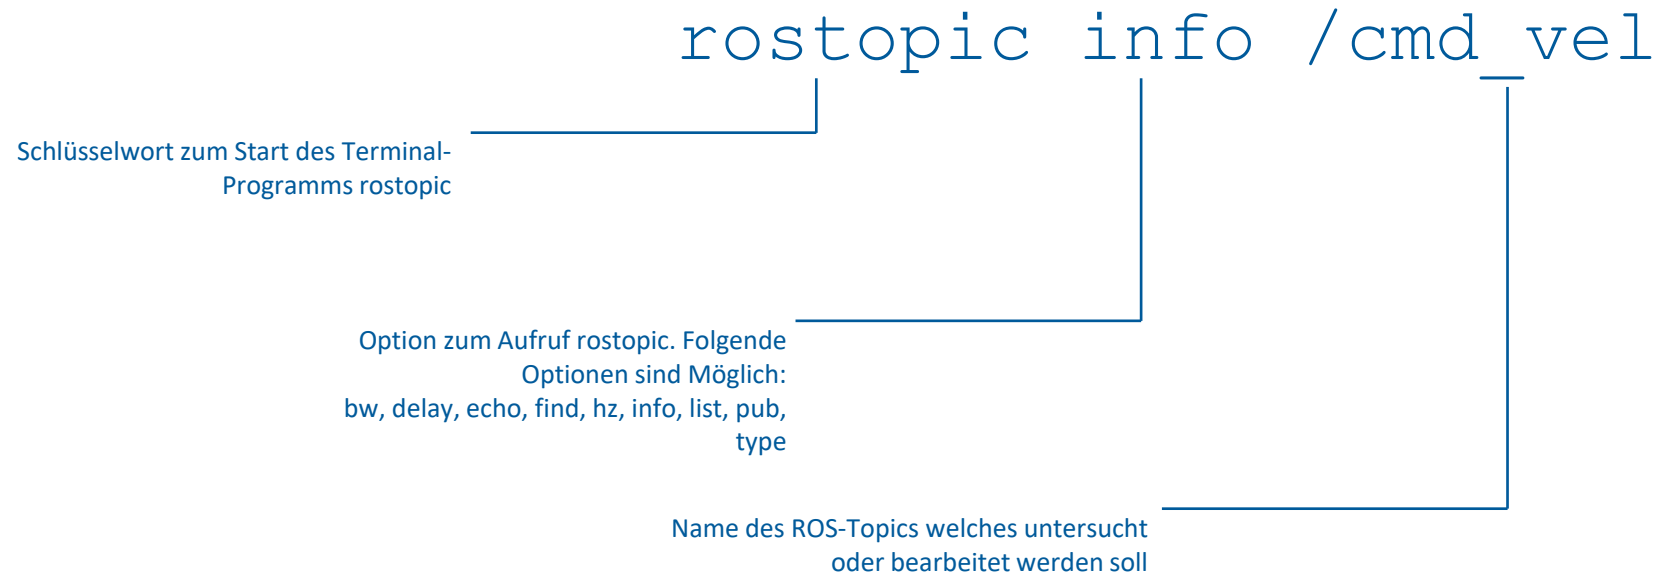 rostopic info /cmd_vel
Schlüsselwort zum Start des Terminal-
Programms rostopic
Option zum Aufruf rostopic. Folgende
Optionen sind Möglich:
bw, delay, echo, find, hz, info, list, pub,
type
Name des ROS-Topics welches untersucht
oder bearbeitet werden soll